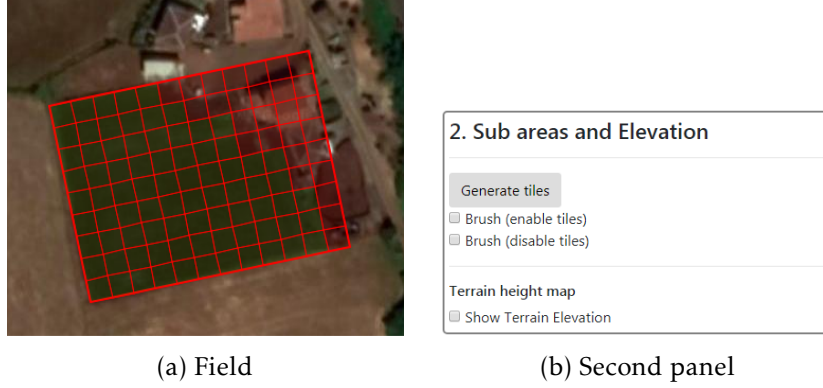 2. Sub areas and Elevation
Generate tiles
Brush (enable tiles)
Brush (disable tiles)
Terrain height map
Show Terrain Elevation
(a) Field
(b) Second panel